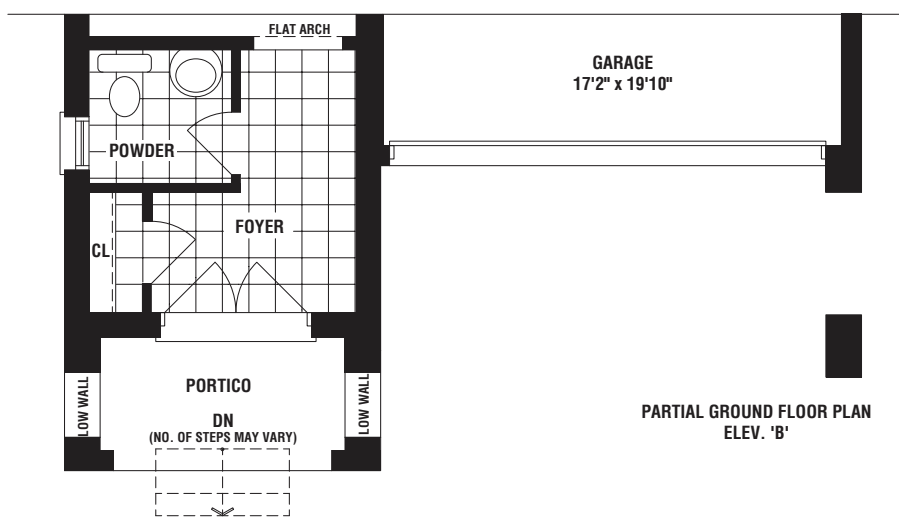 FLAT ARCH
GARAGE
17'2" x 19'10"
POWDER
FOYER
CL
PORTICO
LOW WALL
LOW WALL
DN
(NO. OF STEPS MAY VARY)
PARTIAL GROUND FLOOR PLAN
ELEV. 'B'